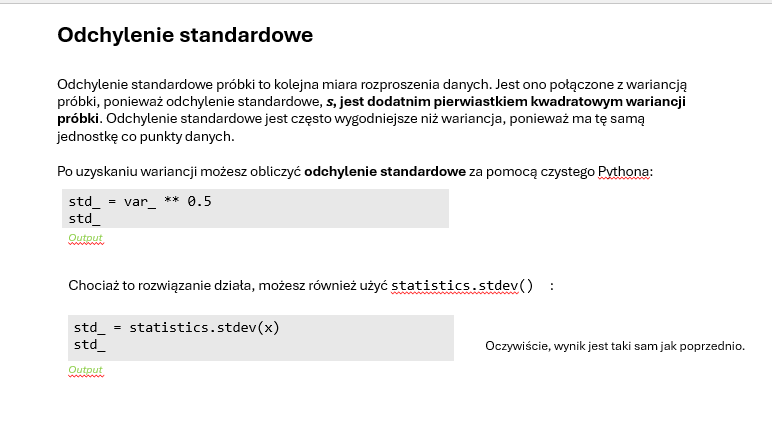 Odchylenie standardowe
Odchylenie standardowe próbki to kolejna miara rozproszenia danych. Jest ono połączone z wariancją
próbki, ponieważ odchylenie standardowe, s, jest dodatnim pierwiastkiem kwadratowym wariancji
próbki. Odchylenie standardowe jest często wygodniejsze niż wariancja, ponieważ ma tę samą
jednostkę co punkty danych.
Po uzyskaniu wariancji możesz obliczyć odchylenie standardowe za pomocą czystego Pythona:
std_ = var_ ** 0.5
std_
Output
Chociaż to rozwiązanie działa, możesz również użyć statistics.stdev() :
std_ = statistics.stdev(x)
std_
Oczywiście, wynik jest taki sam jak poprzednio.
Output